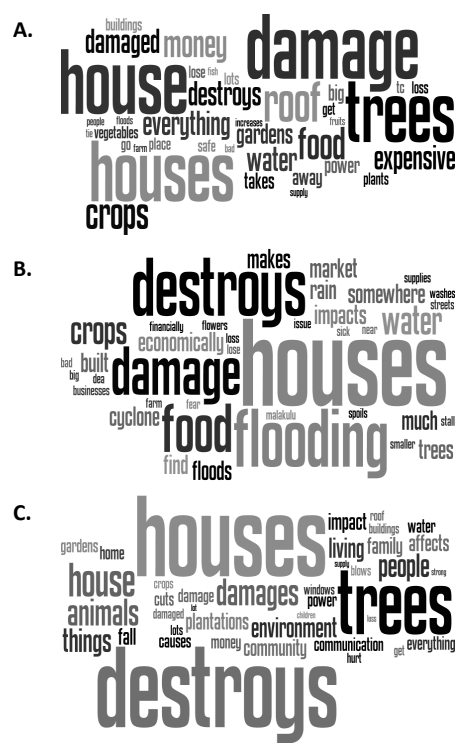 A.
buildings
damaged money damage
house lose fish lots destroys roof big get tc loss trees
people floods tie vegetables everything increases gardens fruits food
go farm place safe bad water power expensive
houses takes away supply plants
crops
B.
makes
destroys market supplies
rain somewhere washes streets
crops financially flowers issue impacts sick near water
bad built economically loss lose houses
big dea damage
businesses
farm fear malakulu spoils much stall
cyclone food flooding smaller trees
find floods
C.
houses impact roof buildings water
gardens home living family affects
supply blows people strong
house crops cuts damage damages windows power trees
animals damaged lot plantations children loss
things fall lots causes environment communication get everything
money community hurt
destroys